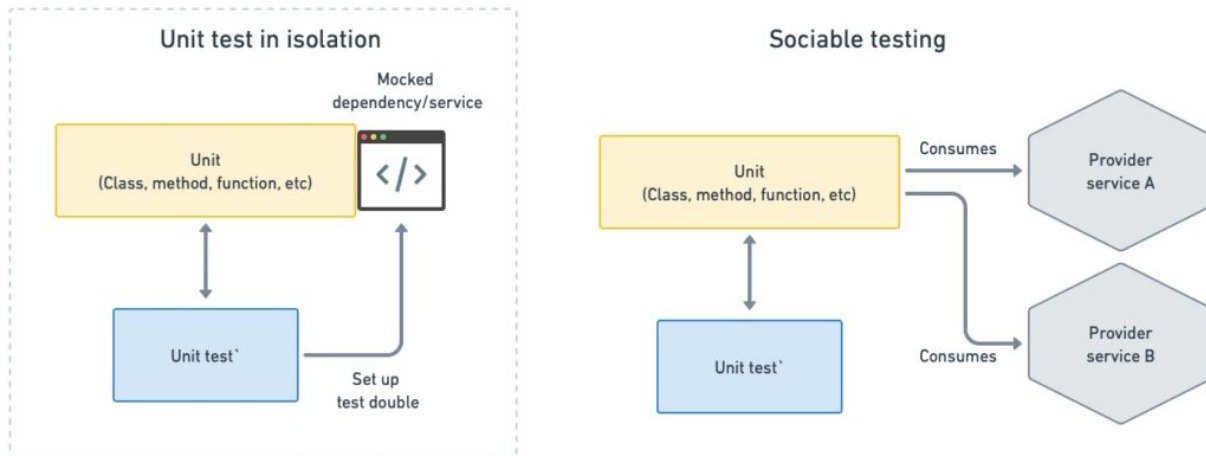 Unit test in isolation
Mocked
dependency/service
Unit
(Class, method, function, etc)
</>
Unit test`
Set up
test double
Sociable testing
Unit
(Class, method, function, etc)
Consumes
Provider
service A
Unit test`
Consumes
Provider
service B